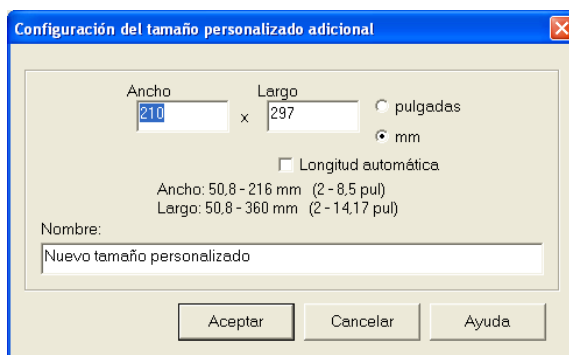 Configuración del tamaño personalizado adicional
Ancho Largo
210 x 297 pulgadas
mm
Longitud automática
Ancho: 50,8 - 216 mm (2 - 8,5 pul)
Largo: 50,8 - 360 mm (2 - 14,17 pul)
Nombre:
Nuevo tamaño personalizado
Aceptar Cancelar Ayuda